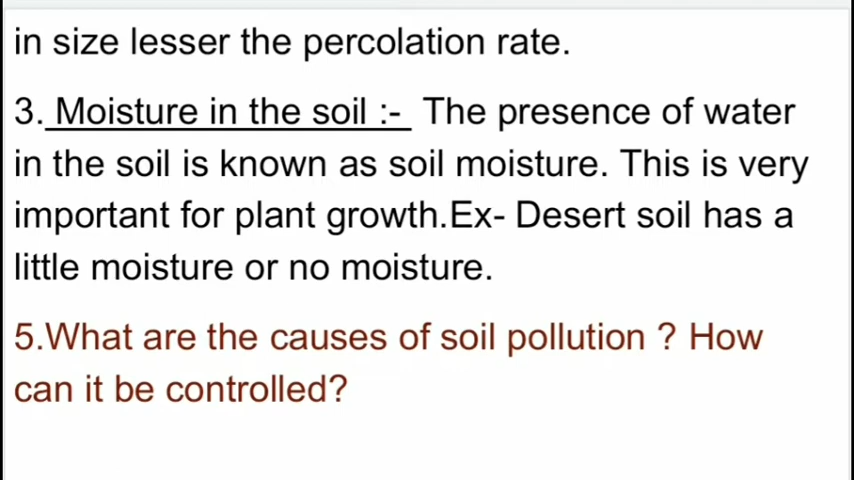 in size lesser the percolation rate.
3. Moisture in the soil :- The presence of water
in the soil is known as soil moisture. This is very
important for plant growth.Ex- Desert soil has a
little moisture or no moisture.
5.What are the causes of soil pollution ? How
can it be controlled?